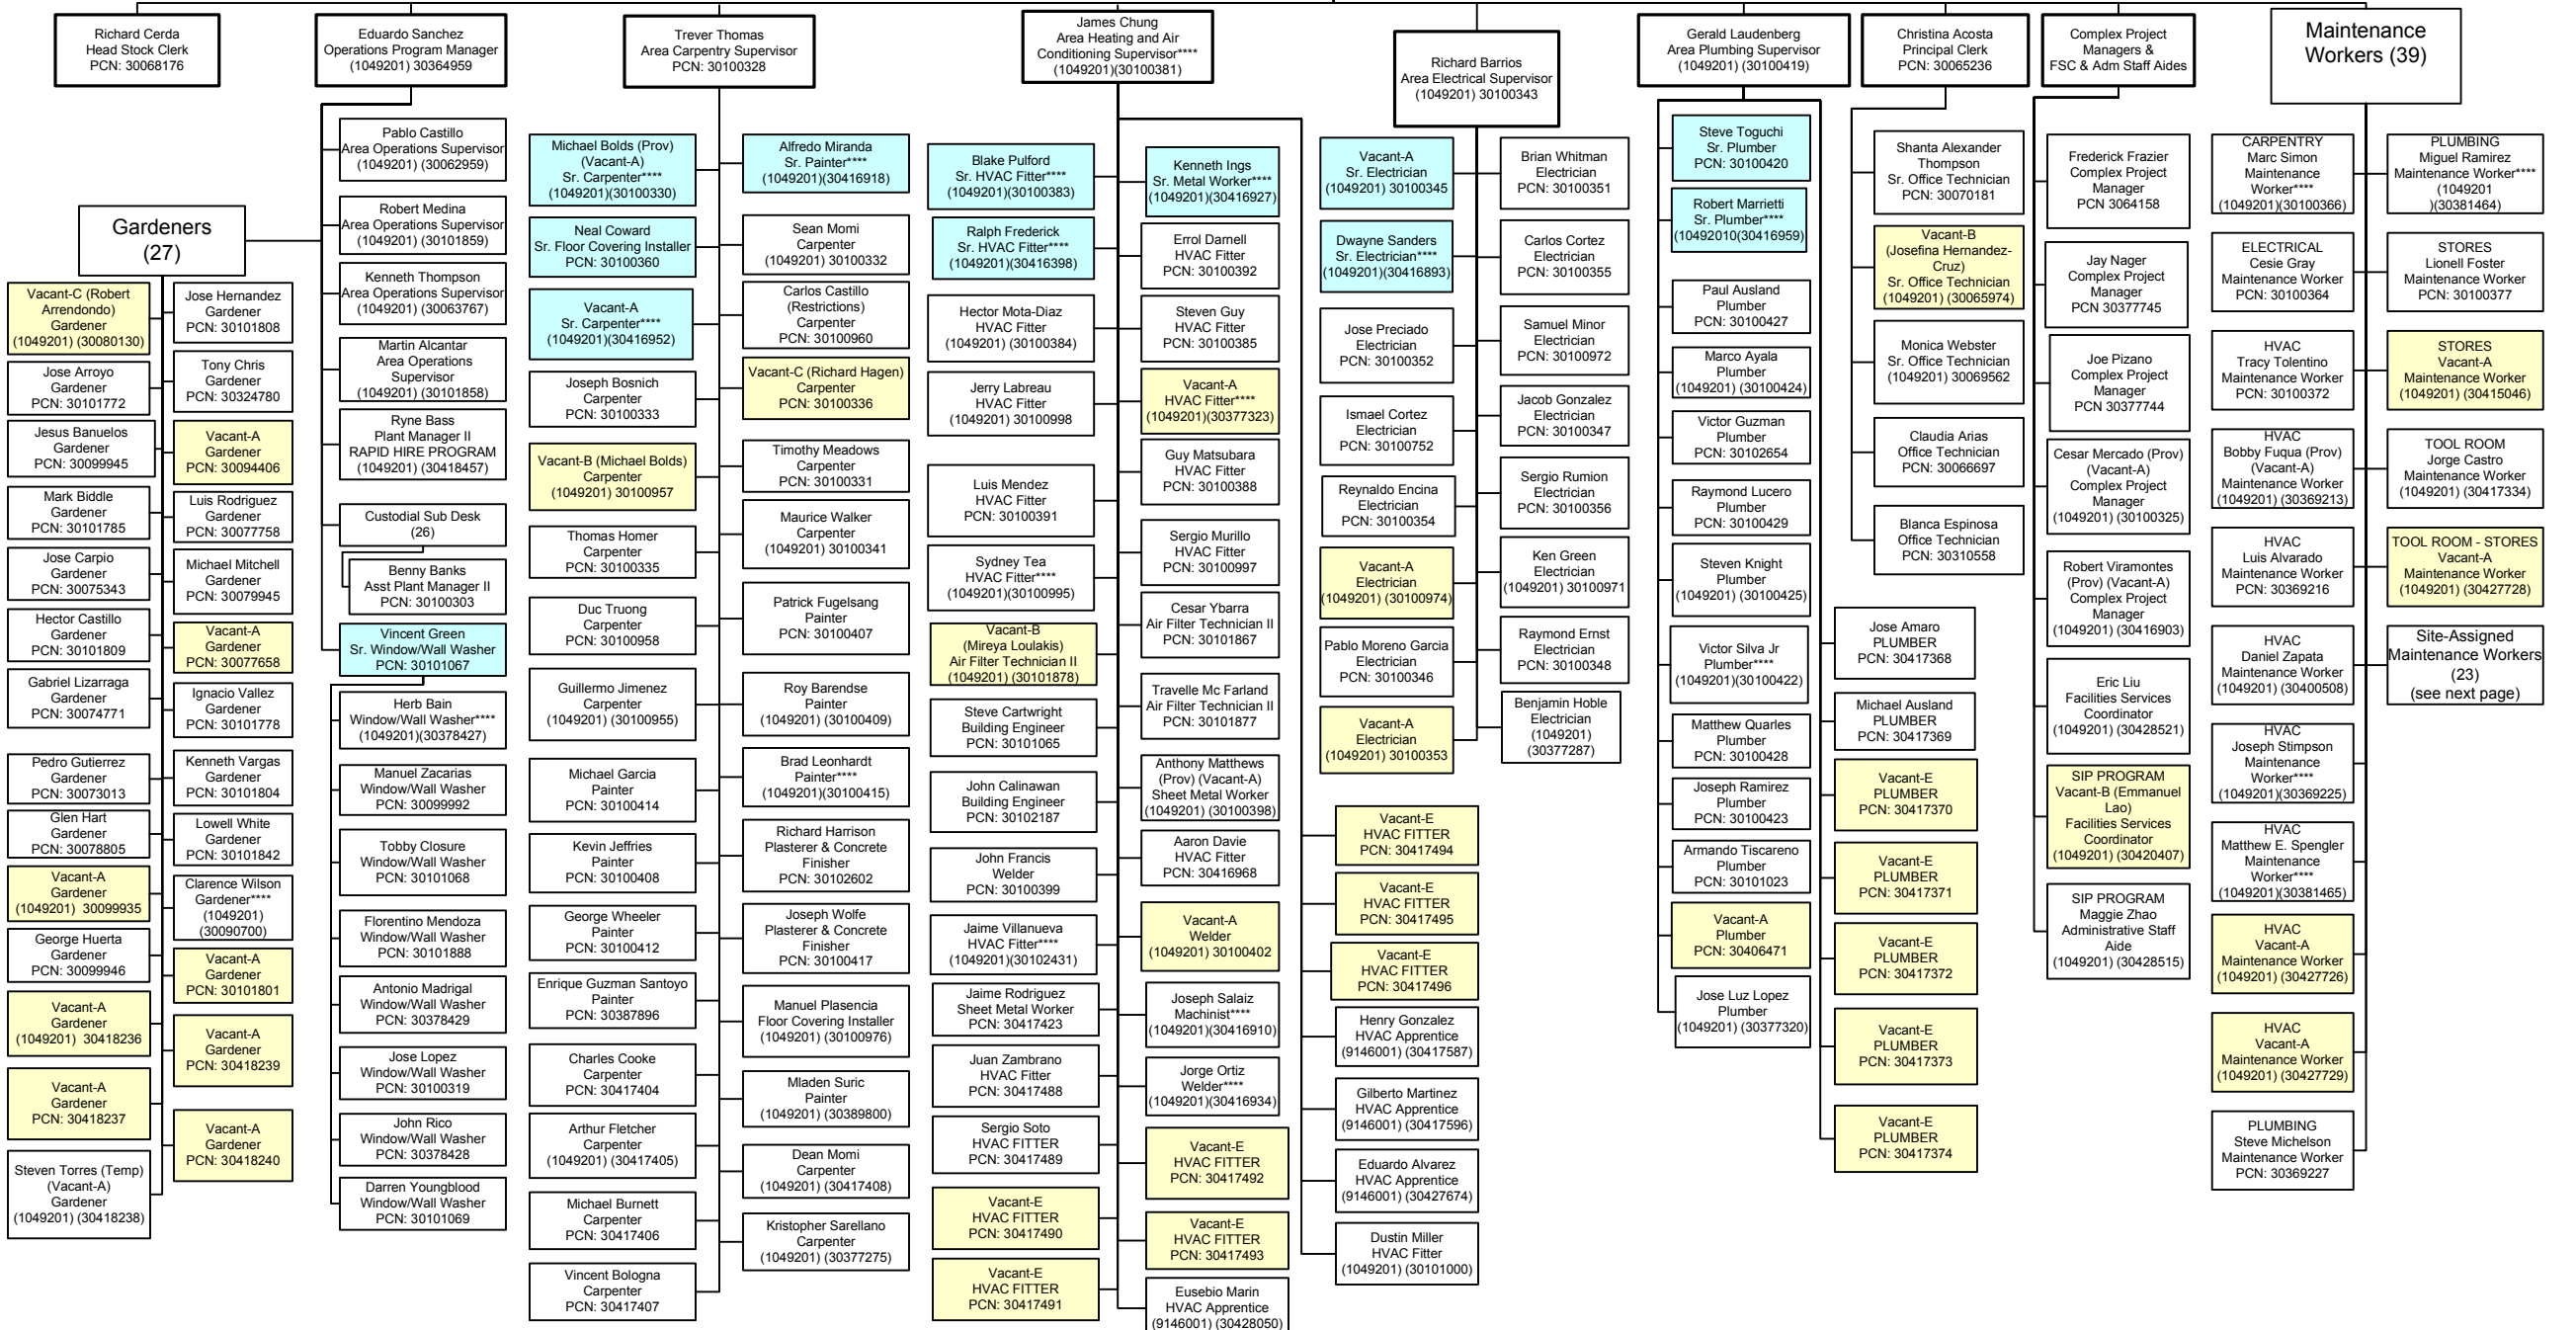 Richard Cerda
Head Stock Clerk
PCN: 30068176
Eduardo Sanchez
Operations Program Manager
(1049201) 30364959
Trever Thomas
Area Carpentry Supervisor
PCN: 30100328
James Chung
Area Heating and Air
Conditioning Supervisor****
(1049201)(30100381)
Richard Barrios
Area Electrical Supervisor
(1049201) 30100343
Gerald Laudenberg
Area Plumbing Supervisor
(1049201) (30100419)
Christina Acosta
Principal Clerk
PCN: 30065236
Complex Project
Managers &
FSC & Adm Staff Aides
Maintenance
Workers (39)
Gardeners
(27)
Vacant-C (Robert
Arrendondo)
Gardener
(1049201) (30080130)
Jose Arroyo
Gardener
PCN: 30101772
Jesus Banuelos
Gardener
PCN: 30099945
Mark Biddle
Gardener
PCN: 30101785
Jose Carpio
Gardener
PCN: 30075343
Hector Castillo
Gardener
PCN: 30101809
Gabriel Lizarraga
Gardener
PCN: 30074771
Pedro Gutierrez
Gardener
PCN: 30073013
Glen Hart
Gardener
PCN: 30078805
Vacant-A
Gardener
(1049201) 30099935
George Huerta
Gardener
PCN: 30099946
Vacant-A
Gardener
(1049201) 30418236
Vacant-A
Gardener
PCN: 30418237
Steven Torres (Temp)
(Vacant-A)
Gardener
(1049201) (30418238)
Jose Hernandez
Gardener
PCN: 30101808
Tony Chris
Gardener
PCN: 30324780
Vacant-A
Gardener
PCN: 30094406
Luis Rodriguez
Gardener
PCN: 30077758
Michael Mitchell
Gardener
PCN: 30079945
Vacant-A
Gardener
PCN: 30077658
Ignacio Vallez
Gardener
PCN: 30101778
Kenneth Vargas
Gardener
PCN: 30101804
Lowell White
Gardener
PCN: 30101842
Clarence Wilson
Gardener****
(1049201)
(30090700)
Vacant-A
Gardener
PCN: 30101801
Vacant-A
Gardener
PCN: 30418239
Vacant-A
Gardener
PCN: 30418240
Pablo Castillo
Area Operations Supervisor
(1049201) (30062959)
Robert Medina
Area Operations Supervisor
(1049201) (30101859)
Kenneth Thompson
Area Operations Supervisor
(1049201) (30063767)
Martin Alcantar
Area Operations
Supervisor
(1049201) (30101858)
Ryne Bass
Plant Manager II
RAPID HIRE PROGRAM
(1049201) (30418457)
Custodial Sub Desk
(26)
Benny Banks
Asst Plant Manager II
PCN: 30100303
Vincent Green
Sr. Window/Wall Washer
PCN: 30101067
Herb Bain
Window/Wall Washer****
(1049201)(30378427)
Manuel Zacarias
Window/Wall Washer
PCN: 30099992
Tobby Closure
Window/Wall Washer
PCN: 30101068
Florentino Mendoza
Window/Wall Washer
PCN: 30101888
Antonio Madrigal
Window/Wall Washer
PCN: 30378429
Jose Lopez
Window/Wall Washer
PCN: 30100319
John Rico
Window/Wall Washer
PCN: 30378428
Darren Youngblood
Window/Wall Washer
PCN: 30101069
Michael Bolds (Prov)
(Vacant-A)
Sr. Carpenter****
(1049201)(30100330)
Neal Coward
Sr. Floor Covering Installer
PCN: 30100360
Vacant-A
Sr. Carpenter****
(1049201)(30416952)
Joseph Bosnich
Carpenter
PCN: 30100333
Vacant-B (Michael Bolds)
Carpenter
(1049201) 30100957
Thomas Homer
Carpenter
PCN: 30100335
Duc Truong
Carpenter
PCN: 30100958
Guillermo Jimenez
Carpenter
(1049201) (30100955)
Michael Garcia
Painter
PCN: 30100414
Kevin Jeffries
Painter
PCN: 30100408
George Wheeler
Painter
PCN: 30100412
Enrique Guzman Santoyo
Painter
PCN: 30387896
Charles Cooke
Carpenter
PCN: 30417404
Arthur Fletcher
Carpenter
(1049201) (30417405)
Michael Burnett
Carpenter
PCN: 30417406
Vincent Bologna
Carpenter
PCN: 30417407
Alfredo Miranda
Sr. Painter****
(1049201)(30416918)
Sean Momi
Carpenter
(1049201) 30100332
Carlos Castillo
(Restrictions)
Carpenter
PCN: 30100960
Vacant-C (Richard Hagen)
Carpenter
PCN: 30100336
Timothy Meadows
Carpenter
PCN: 30100331
Maurice Walker
Carpenter
(1049201) 30100341
Patrick Fugelsang
Painter
PCN: 30100407
Roy Barendse
Painter
(1049201) (30100409)
Brad Leonhardt
Painter****
(1049201)(30100415)
Richard Harrison
Plasterer & Concrete
Finisher
PCN: 30102602
Joseph Wolfe
Plasterer & Concrete
Finisher
PCN: 30100417
Manuel Plasencia
Floor Covering Installer
(1049201) (30100976)
Mladen Suric
Painter
(1049201) (30389800)
Dean Momi
Carpenter
(1049201) (30417408)
Kristopher Sarellano
Carpenter
(1049201) (30377275)
Blake Pulford
Sr. HVAC Fitter****
(1049201)(30100383)
Ralph Frederick
Sr. HVAC Fitter****
(1049201)(30416398)
Hector Mota-Diaz
HVAC Fitter
(1049201) (30100384)
Jerry Labreau
HVAC Fitter
(1049201) 30100998
Luis Mendez
HVAC Fitter
PCN: 30100391
Sydney Tea
HVAC Fitter****
(1049201)(30100995)
Vacant-B
(Mireya Loulakis)
Air Filter Technician II
(1049201) (30101878)
Steve Cartwright
Building Engineer
PCN: 30101065
John Calinawan
Building Engineer
PCN: 30102187
John Francis
Welder
PCN: 30100399
Jaime Villanueva
HVAC Fitter****
(1049201)(30102431)
Jaime Rodriguez
Sheet Metal Worker
PCN: 30417423
Juan Zambrano
HVAC Fitter
PCN: 30417488
Sergio Soto
HVAC FITTER
PCN: 30417489
Vacant-E
HVAC FITTER
PCN: 30417490
Vacant-E
HVAC FITTER
PCN: 30417491
Kenneth Ings
Sr. Metal Worker****
(1049201)(30416927)
Errol Darnell
HVAC Fitter
PCN: 30100392
Steven Guy
HVAC Fitter
PCN: 30100385
Vacant-A
HVAC Fitter****
(1049201)(30377323)
Guy Matsubara
HVAC Fitter
PCN: 30100388
Sergio Murillo
HVAC Fitter
PCN: 30100997
Cesar Ybarra
Air Filter Technician II
PCN: 30101867
Travelle Mc Farland
Air Filter Technician II
PCN: 30101877
Anthony Matthews
(Prov) (Vacant-A)
Sheet Metal Worker
(1049201) (30100398)
Aaron Davie
HVAC Fitter
PCN: 30416968
Vacant-A
Welder
(1049201) 30100402
Joseph Salaiz
Machinist****
(1049201)(30416910)
Jorge Ortiz
Welder****
(1049201)(30416934)
Vacant-E
HVAC FITTER
PCN: 30417492
Vacant-E
HVAC FITTER
PCN: 30417493
Eusebio Marin
HVAC Apprentice
(9146001) (30428050)
Vacant-A
Sr. Electrician
(1049201) 30100345
Dwayne Sanders
Sr. Electrician****
(1049201)(30416893)
Jose Preciado
Electrician
PCN: 30100352
Ismael Cortez
Electrician
PCN: 30100752
Reynaldo Encina
Electrician
PCN: 30100354
Vacant-A
Electrician
(1049201) (30100974)
Pablo Moreno Garcia
Electrician
PCN: 30100346
Vacant-A
Electrician
(1049201) 30100353
Vacant-E
HVAC FITTER
PCN: 30417494
Vacant-E
HVAC FITTER
PCN: 30417495
Vacant-E
HVAC FITTER
PCN: 30417496
Henry Gonzalez
HVAC Apprentice
(9146001) (30417587)
Gilberto Martinez
HVAC Apprentice
(9146001) (30417596)
Eduardo Alvarez
HVAC Apprentice
(9146001) (30427674)
Dustin Miller
HVAC Fitter
(1049201) (30101000)
Brian Whitman
Electrician
PCN: 30100351
Carlos Cortez
Electrician
PCN: 30100355
Samuel Minor
Electrician
PCN: 30100972
Jacob Gonzalez
Electrician
PCN: 30100347
Sergio Rumion
Electrician
PCN: 30100356
Ken Green
Electrician
(1049201) 30100971
Raymond Ernst
Electrician
PCN: 30100348
Benjamin Hoble
Electrician
(1049201)
(30377287)
Steve Toguchi
Sr. Plumber
PCN: 30100420
Robert Marrietti
Sr. Plumber****
(10492010(30416959)
Paul Ausland
Plumber
PCN: 30100427
Marco Ayala
Plumber
(1049201) (30100424)
Victor Guzman
Plumber
PCN: 30102654
Raymond Lucero
Plumber
PCN: 30100429
Steven Knight
Plumber
(1049201) (30100425)
Victor Silva Jr
Plumber****
(1049201)(30100422)
Matthew Quarles
Plumber
PCN: 30100428
Joseph Ramirez
Plumber
PCN: 30100423
Armando Tiscareno
Plumber
PCN: 30101023
Vacant-A
Plumber
PCN: 30406471
Jose Luz Lopez
Plumber
(1049201) (30377320)
Jose Amaro
PLUMBER
PCN: 30417368
Michael Ausland
PLUMBER
PCN: 30417369
Vacant-E
PLUMBER
PCN: 30417370
Vacant-E
PLUMBER
PCN: 30417371
Vacant-E
PLUMBER
PCN: 30417372
Vacant-E
PLUMBER
PCN: 30417373
Vacant-E
PLUMBER
PCN: 30417374
Shanta Alexander
Thompson
Sr. Office Technician
PCN: 30070181
Vacant-B
(Josefina Hernandez-
Cruz)
Sr. Office Technician
(1049201) (30065974)
Monica Webster
Sr. Office Technician
(1049201) 30069562
Claudia Arias
Office Technician
PCN: 30066697
Blanca Espinosa
Office Technician
PCN: 30310558
Frederick Frazier
Complex Project
Manager
PCN 3064158
Jay Nager
Complex Project
Manager
PCN 30377745
Joe Pizano
Complex Project
Manager
PCN 30377744
Cesar Mercado (Prov)
(Vacant-A)
Complex Project
Manager
(1049201) (30100325)
Robert Viramontes
(Prov) (Vacant-A)
Complex Project
Manager
(1049201) (30416903)
Eric Liu
Facilities Services
Coordinator
(1049201) (30428521)
SIP PROGRAM
Vacant-B (Emmanuel
Lao)
Facilities Services
Coordinator
(1049201) (30420407)
SIP PROGRAM
Maggie Zhao
Administrative Staff
Aide
(1049201) (30428515)
CARPENTRY
Marc Simon
Maintenance
Worker****
(1049201)(30100366)
ELECTRICAL
Cesie Gray
Maintenance Worker
PCN: 30100364
HVAC
Tracy Tolentino
Maintenance Worker
PCN: 30100372
HVAC
Bobby Fuqua (Prov)
(Vacant-A)
Maintenance Worker
(1049201) (30369213)
HVAC
Luis Alvarado
Maintenance Worker
PCN: 30369216
HVAC
Daniel Zapata
Maintenance Worker
(1049201) (30400508)
HVAC
Joseph Stimpson
Maintenance
Worker****
(1049201)(30369225)
HVAC
Matthew E. Spengler
Maintenance
Worker****
(1049201)(30381465)
HVAC
Vacant-A
Maintenance Worker
(1049201) (30427726)
HVAC
Vacant-A
Maintenance Worker
(1049201) (30427729)
PLUMBING
Steve Michelson
Maintenance Worker
PCN: 30369227
PLUMBING
Miguel Ramirez
Maintenance Worker****
(1049201
)(30381464)
STORES
Lionell Foster
Maintenance Worker
PCN: 30100377
STORES
Vacant-A
Maintenance Worker
(1049201) (30415046)
TOOL ROOM
Jorge Castro
Maintenance Worker
(1049201) (30417334)
TOOL ROOM - STORES
Vacant-A
Maintenance Worker
(1049201) (30427728)
Site-Assigned
Maintenance Workers
(23)
(see next page)